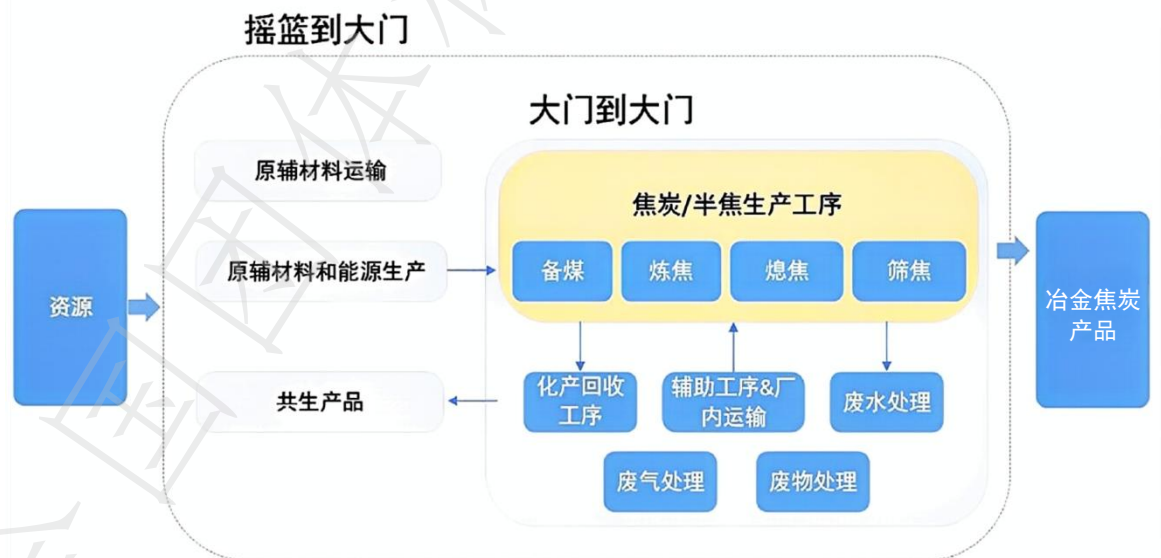 摇篮到大门
大门到大门
原辅材料运输
焦炭/半焦生产工序
原辅材料和能源生产
备煤
炼焦
熄焦
筛焦
资源
冶金焦炭
产品
共生产品
化产回收
工序
辅助工序&厂
内运输
废水处理
废气处理
废物处理